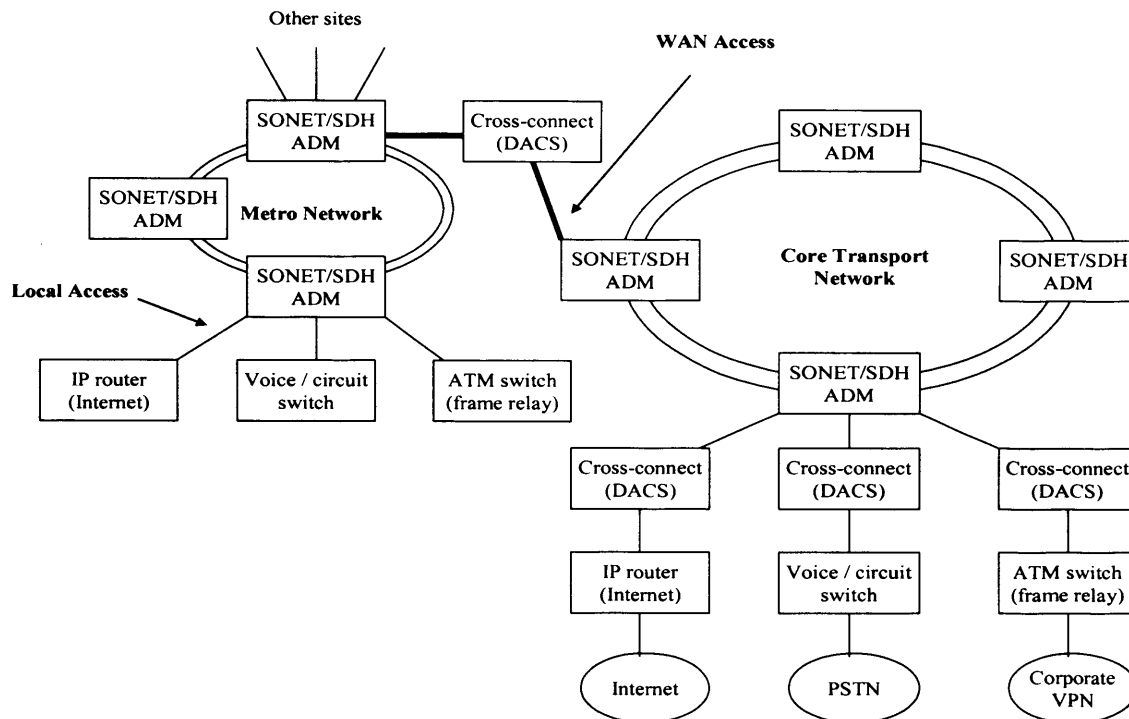 Other sites
WAN Access
SONET/SDH
ADM
Cross-connect
(DACS)
SONET/SDH
ADM
SONET/SDH
ADM
Metro Network
SONET/SDH
ADM
Core Transport
Network
SONET/SDH
ADM
SONET/SDH
ADM
Local Access
SONET/SDH
ADM
IP router
(Internet)
Voice / circuit
switch
ATM switch
(frame relay)
SONET/SDH
ADM
Cross-connect
(DACS)
Cross-connect
(DACS)
Cross-connect
(DACS)
IP router
(Internet)
Voice / circuit
switch
ATM switch
(frame relay)
Internet
PSTN
Corporate
VPN